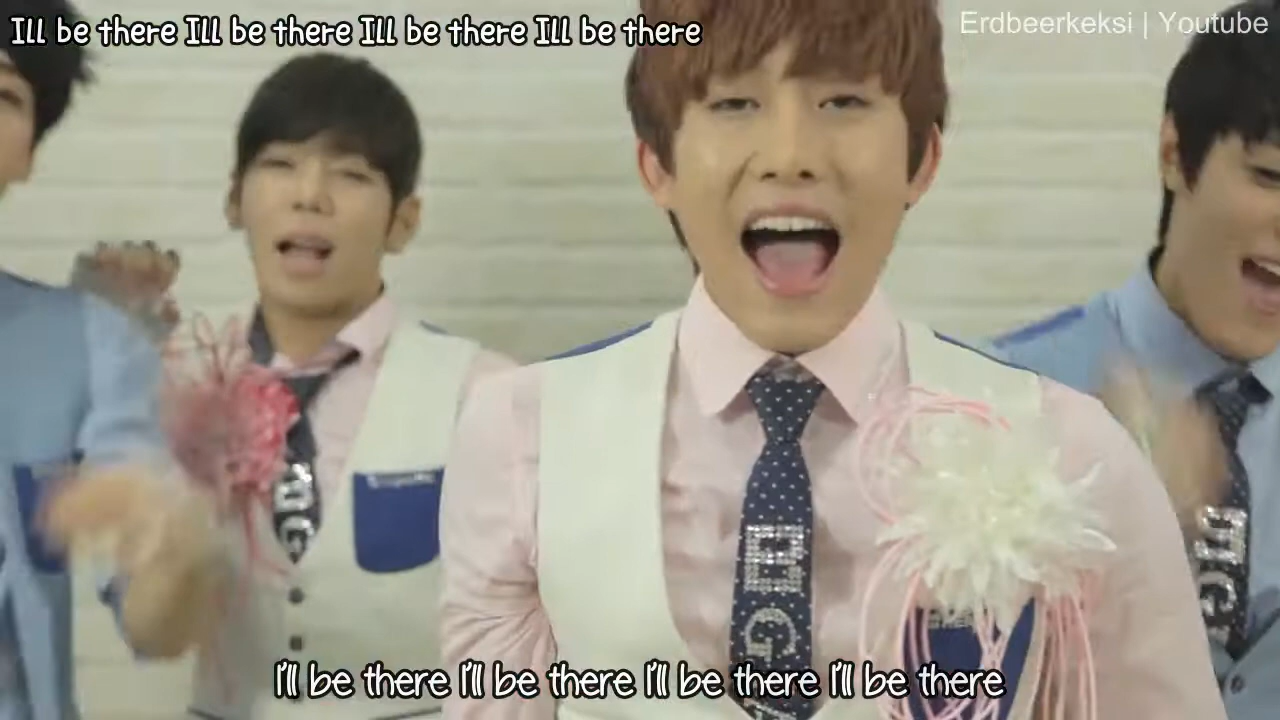 Ill be there Ill be there Ill be there Ill be there
Erdbeerkeksi | Youtube
I'll be there I'll be there I'll be there I'll be there